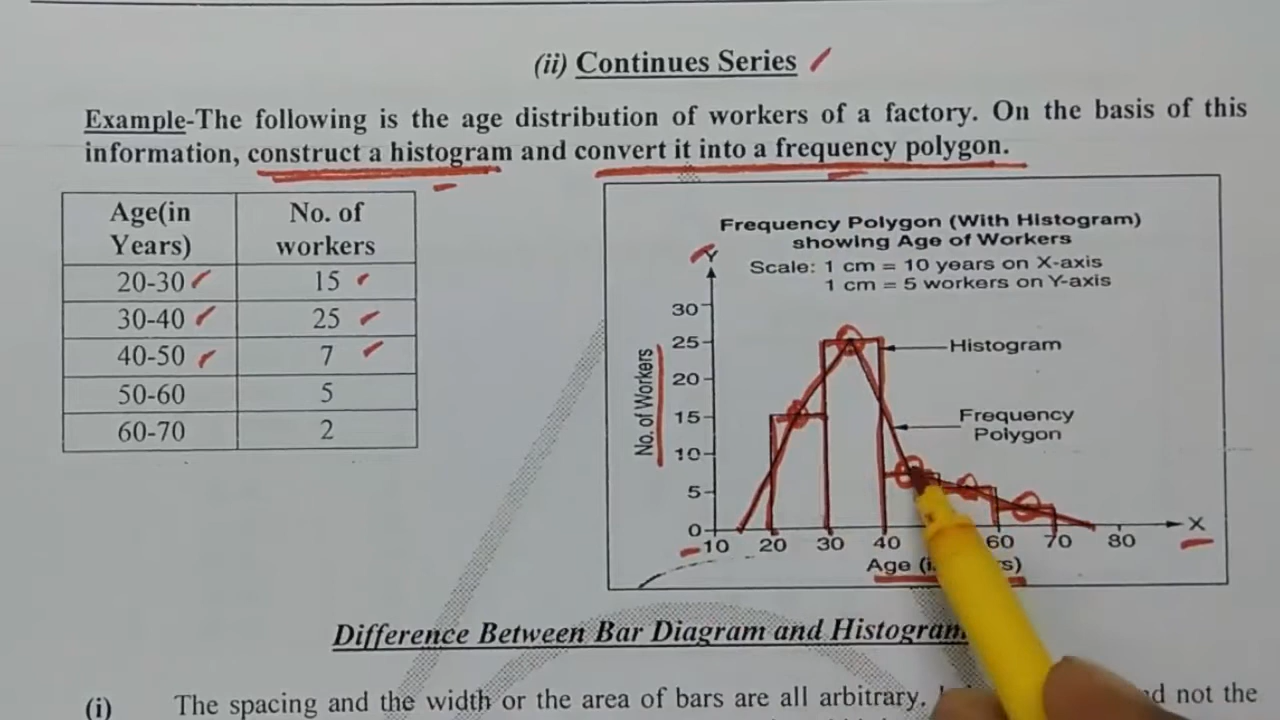 (ii) Continues Series
Example-The following is the age distribution of workers of a factory. On the basis of this
information, construct a histogram and convert it into a frequency polygon.
Age(in Years) No. of workers
20-30 15
30-40 25
40-50 7
50-60 5
60-70 2
Frequency Polygon (With Histogram)
showing Age of Workers
Scale: 1 cm = 10 years on X-axis
1 cm = 5 workers on Y-axis
Y
30
25
20
15
10
5
0
No. of Workers
Histogram
Frequency
Polygon
10 20 30 40 60 70 80 X
Age
Difference Between Bar Diagram and Histogram
(i) The spacing and the width or the area of bars are all arbitrary. not the